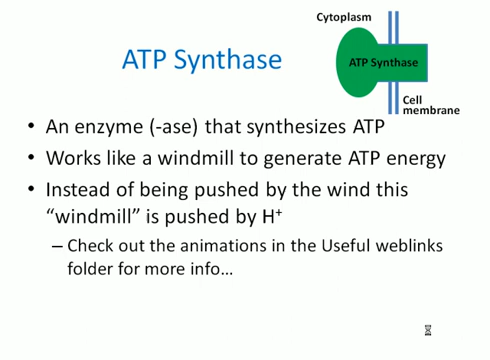 Cytoplasm
ATP Synthase
ATP Synthase
Cell
membrane
• An enzyme (-ase) that synthesizes ATP
• Works like a windmill to generate ATP energy
• Instead of being pushed by the wind this
“windmill” is pushed by H⁺
– Check out the animations in the Useful weblinks
folder for more info…